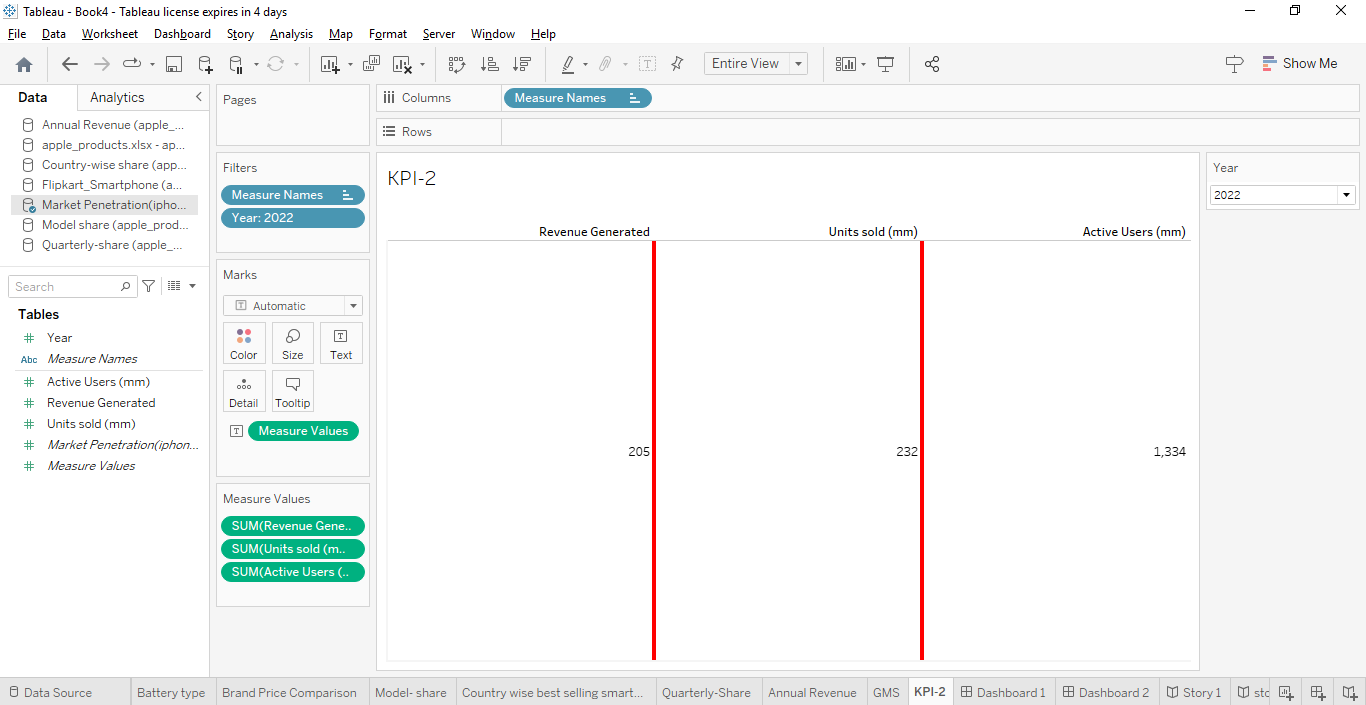 Tableau - Book4 - Tableau license expires in 4 days
File Data Worksheet Dashboard Story Analysis Map Format Server Window Help
Entire View
Show Me
Data Analytics
Annual Revenue (apple_...
apple_products.xlsx - ap...
Country-wise share (app...
Flipkart_Smartphone (a...
Market Penetration(ipho...
Model share (apple_prod...
Quarterly-share (apple_...
Search
Tables
Year
Abc Measure Names
Active Users (mm)
Revenue Generated
Units sold (mm)
Market Penetration(iphon...
Measure Values
Pages
Filters
Measure Names
Year: 2022
Marks
T Automatic
Color Size T Text
Detail Tooltip
T Measure Values
Measure Values
SUM(Revenue Gene..
SUM(Units sold (m..
SUM(Active Users (..
Columns Measure Names
Rows
KPI-2
Revenue Generated Units sold (mm) Active Users (mm)
205 232 1,334
Year
2022
Data Source Battery type Brand Price Comparison Model- share Country wise best selling smart... Quarterly-Share Annual Revenue GMS KPI-2 Dashboard 1 Dashboard 2 Story 1 stc